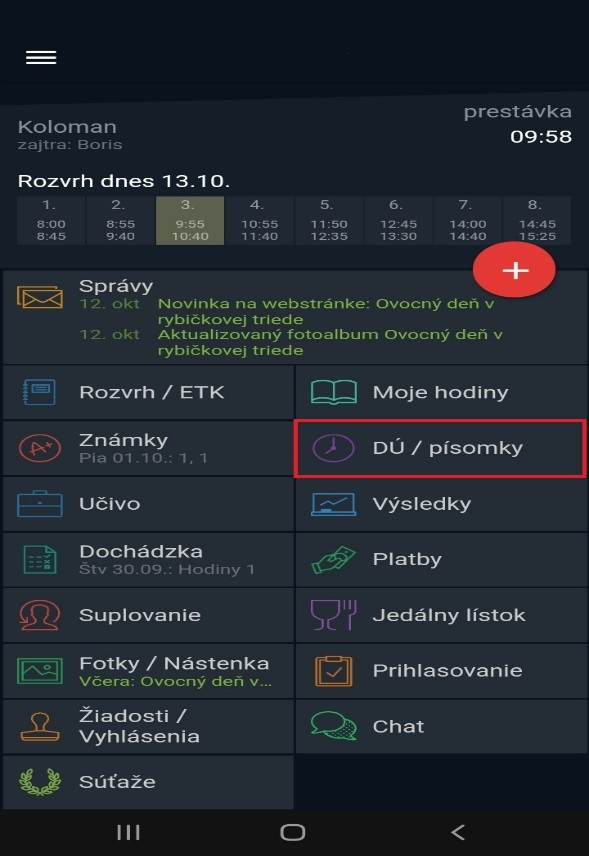 Koloman
zajtra: Boris
prestávka
09:58
Rozvrh dnes 13.10.
1. 2. 3. 4. 5. 6. 7. 8.
8:00 8:55 9:55 10:55 11:50 12:45 14:00 14:45
8:45 9:40 10:40 11:40 12:35 13:30 14:40 15:25
+
Správy
12. okt Novinka na webstránke: Ovocný deň v
rybičkovej triede
12. okt Aktualizovaný fotoalbum Ovocný deň v
rybičkovej triede
Rozvrh / ETK
Moje hodiny
A+
Známky
Pia 01.10.: 1, 1
DÚ / písomky
Učivo
Výsledky
Dochádzka
Štv 30.09.: Hodiny 1
Platby
Suplovanie
Jedálny lístok
Fotky / Nástenka
Včera: Ovocný deň v...
Prihlasovanie
Žiadosti /
Vyhlásenia
Chat
Súťaže